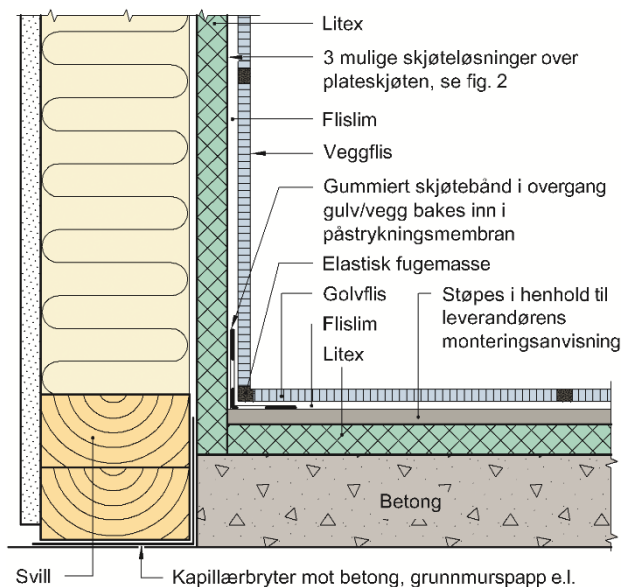 Litex
3 mulige skjøteløsninger over
plateskjøten, se fig. 2
Flislim
Veggflis
Gummiert skjøtebånd i overgang
gulv/vegg bakes inn i
påstrykningsmembran
Elastisk fugemasse
Golvflis
Flislim
Litex
Støpes i henhold til
leverandørens
monteringsanvisning
Betong
Svill
Kapillærbryter mot betong, grunnmurspapp e.l.